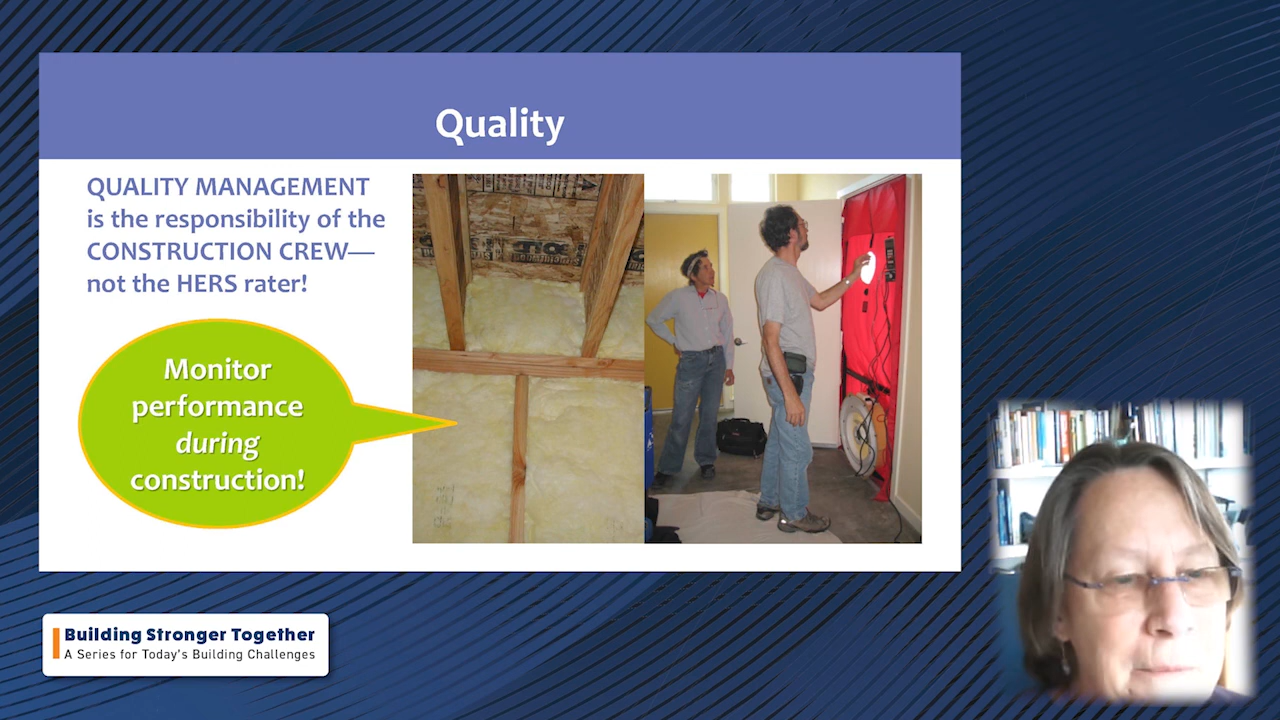 Quality
QUALITY MANAGEMENT
is the responsibility of the
CONSTRUCTION CREW—
not the HERS rater!
Monitor
performance
during
construction!
Building Stronger Together
A Series for Today's Building Challenges